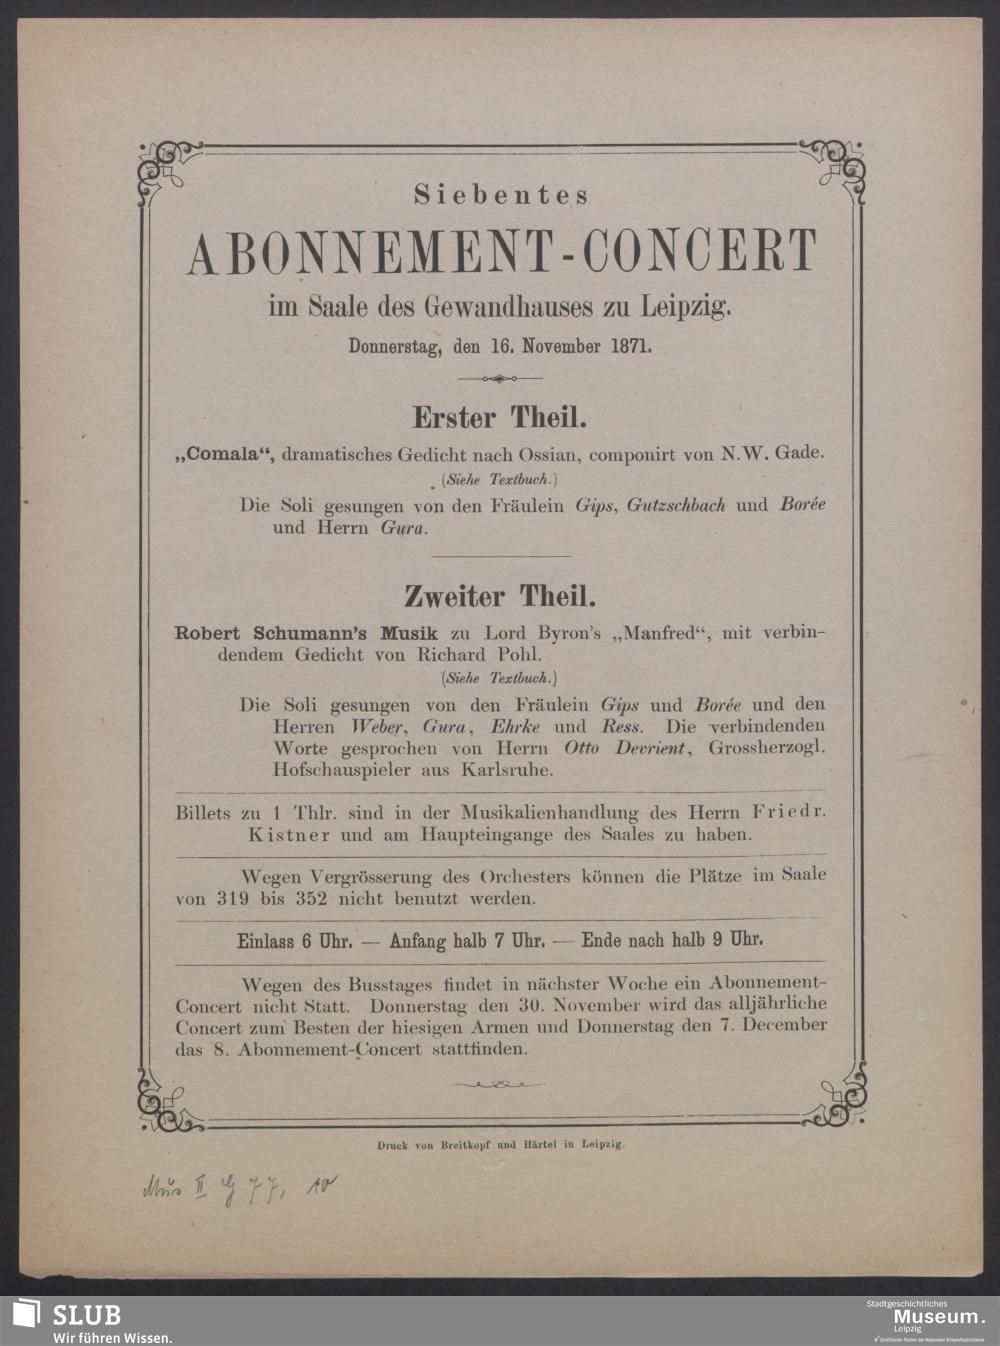 Siebentes
ABONNEMENT-CONCERT
im Saale des Gewandhauses zu Leipzig.
Donnerstag, den 16. November 1871.
Erster Theil.
„Comala“, dramatisches Gedicht nach Ossian, componirt von N.W. Gade.
(Siehe Textbuch.)
Die Soli gesungen von den Fräulein Gips, Gutzschbach und Borée
und Herrn Gura.
Zweiter Theil.
Robert Schumann's Musik zu Lord Byron's „Manfred“, mit verbin-
dendem Gedicht von Richard Pohl.
(Siehe Textbuch.)
Die Soli gesungen von den Fräulein Gips und Borée und den
Herren Weber, Gura, Ehrke und Ress. Die verbindenden
Worte gesprochen von Herrn Otto Devrient, Grossherzogl.
Hofschauspieler aus Karlsruhe.
Billets zu 1 Thlr. sind in der Musikalienhandlung des Herrn Friedr.
Kistner und am Haupteingange des Saales zu haben.
Wegen Vergrösserung des Orchesters können die Plätze im Saale
von 319 bis 352 nicht benutzt werden.
Einlass 6 Uhr. — Anfang halb 7 Uhr. — Ende nach halb 9 Uhr.
Wegen des Busstages findet in nächster Woche ein Abonnement-
Concert nicht Statt. Donnerstag den 30. November wird das alljährliche
Concert zum Besten der hiesigen Armen und Donnerstag den 7. December
das 8. Abonnement-Concert stattfinden.
Druck von Breitkopf und Härtel in Leipzig.
Mus II G 77, 10
SLUB
Wir führen Wissen.
Stadtgeschichtliches
Museum.
Leipzig
Zertifizierter Partner der Nationalen Klimaschutzinitiative